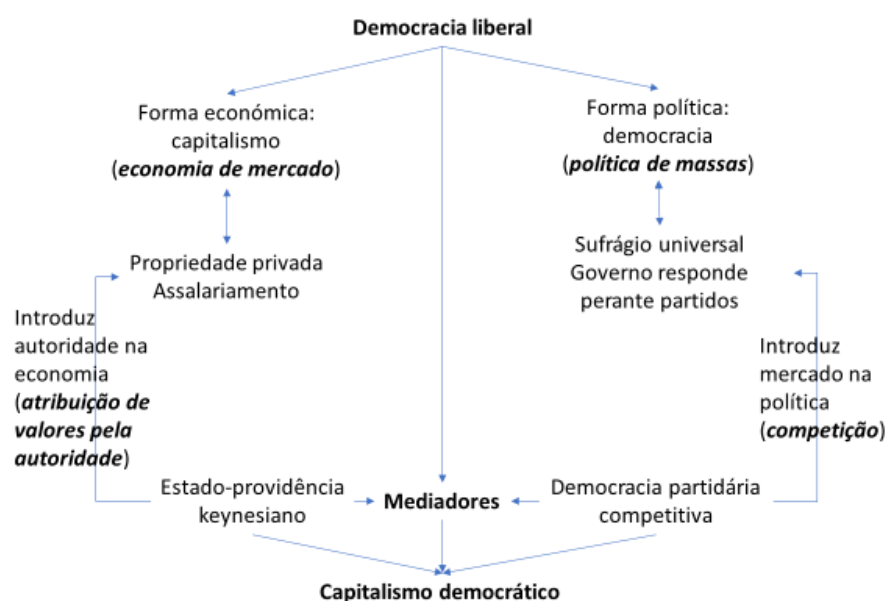 Democracia liberal
Forma económica:
capitalismo
(economia de mercado)
Forma política:
democracia
(política de massas)
Propriedade privada
Assalariamento
Sufrágio universal
Governo responde
perante partidos
Introduz
autoridade na
economia
(atribuição de
valores pela
autoridade)
Introduz
mercado na
política
(competição)
Estado-providência
keynesiano
Mediadores
Democracia partidária
competitiva
Capitalismo democrático